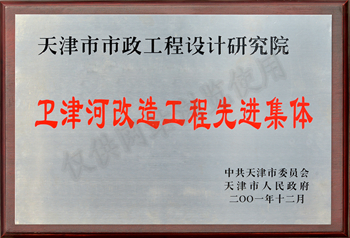 天津市市政工程设计研究院
卫津河改造工程先进集体
中共天津市委员会
天津市人民政府
二〇〇一年十二月